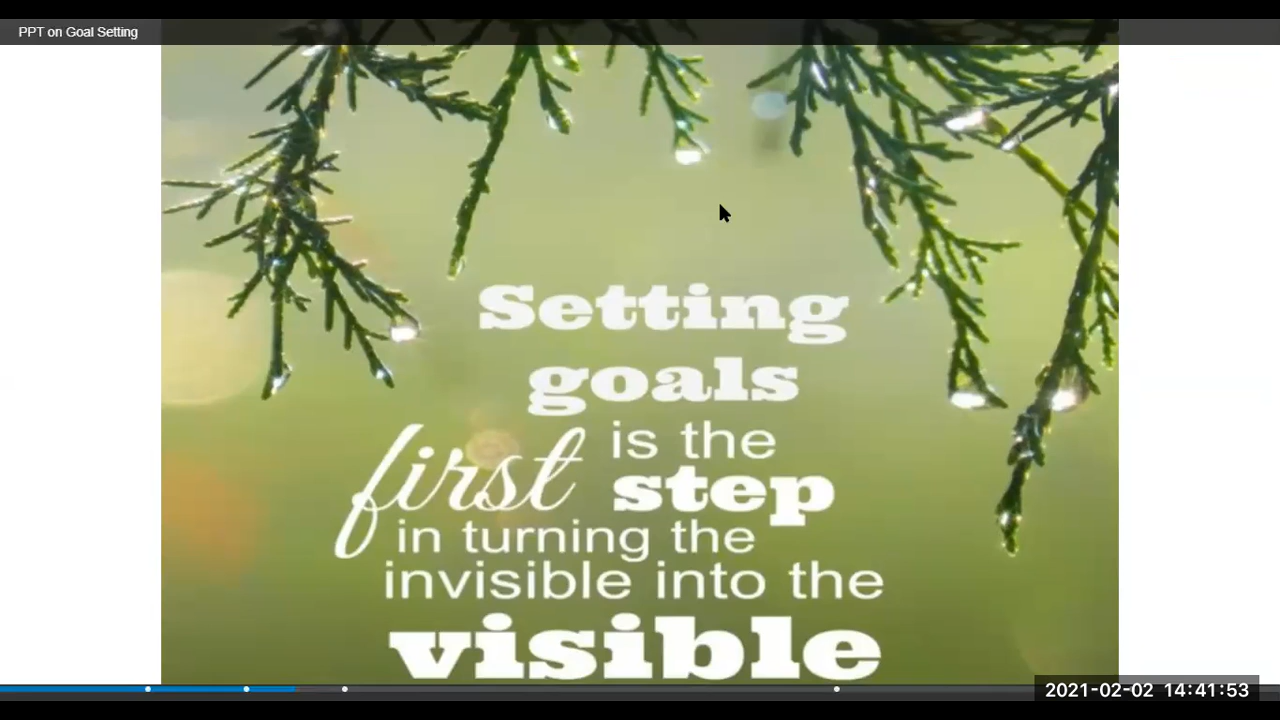 PPT on Goal Setting
Setting
goals
is the
first step
in turning the
invisible into the
visible
2021-02-02 14:41:53